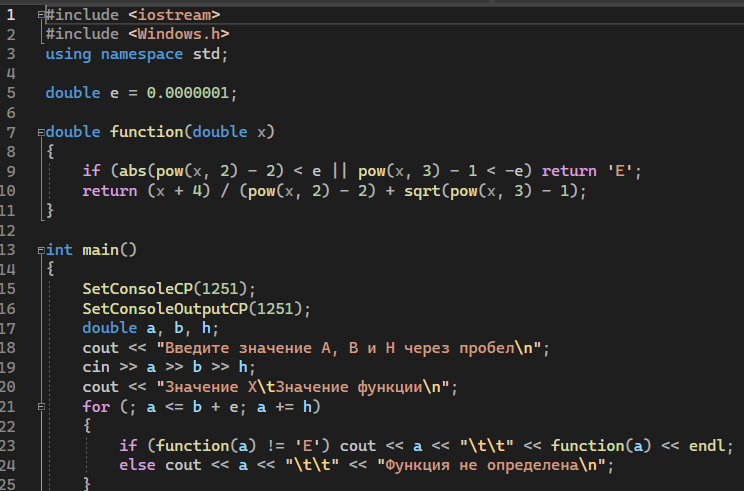 1 #include <iostream>
2 #include <Windows.h>
3 using namespace std;
4
5 double e = 0.0000001;
6
7 double function(double x)
8 {
9 if (abs(pow(x, 2) - 2) < e || pow(x, 3) - 1 < -e) return 'E';
10 return (x + 4) / (pow(x, 2) - 2) + sqrt(pow(x, 3) - 1);
11 }
12
13 int main()
14 {
15 SetConsoleCP(1251);
16 SetConsoleOutputCP(1251);
17 double a, b, h;
18 cout << "Введите значение A, B и H через пробел\n";
19 cin >> a >> b >> h;
20 cout << "Значение X\tЗначение функции\n";
21 for (; a <= b + e; a += h)
22 {
23 if (function(a) != 'E') cout << a << "\t\t" << function(a) << endl;
24 else cout << a << "\t\t" << "Функция не определена\n";
25 }